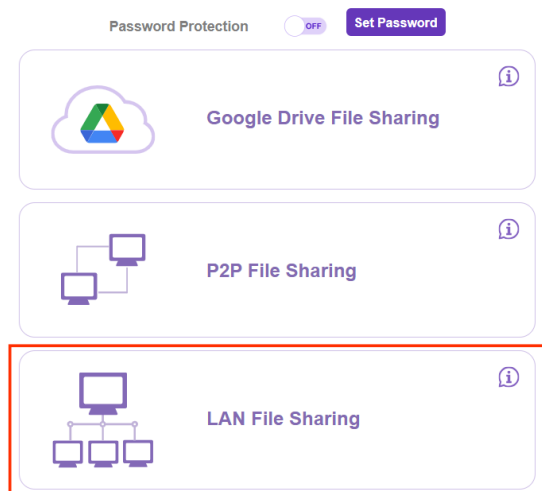 Password Protection OFF Set Password
Google Drive File Sharing
P2P File Sharing
LAN File Sharing